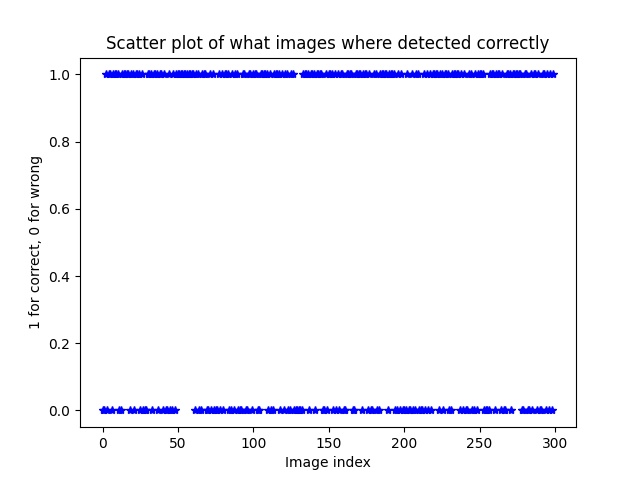 Scatter plot of what images where detected correctly
1.0
0.8
0.6
0.4
0.2
0.0
1 for correct, 0 for wrong
0 50 100 150 200 250 300
Image index